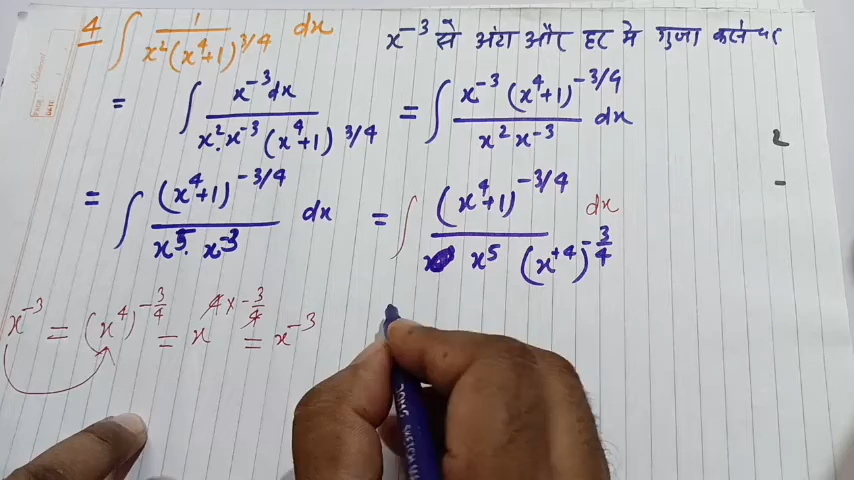 4 ∫ 1/(x²(x⁴+1)^3/4) dx
x⁻³ से अंश और हर मे गुणा करने पर
= ∫ x⁻³dx/(x².x⁻³ (x⁴+1)^3/4) = ∫ x⁻³ (x⁴+1)^-3/4/(x² x⁻³) dx
= ∫ (x⁴+1)^-3/4/(x⁵. x⁻³) dx = ∫ (x⁴+1)^-3/4/(x⁵ (x⁺⁴)^-3/4) dx
x⁻³ = (x⁴)^-3/4 = x^4×-3/4 = x⁻³